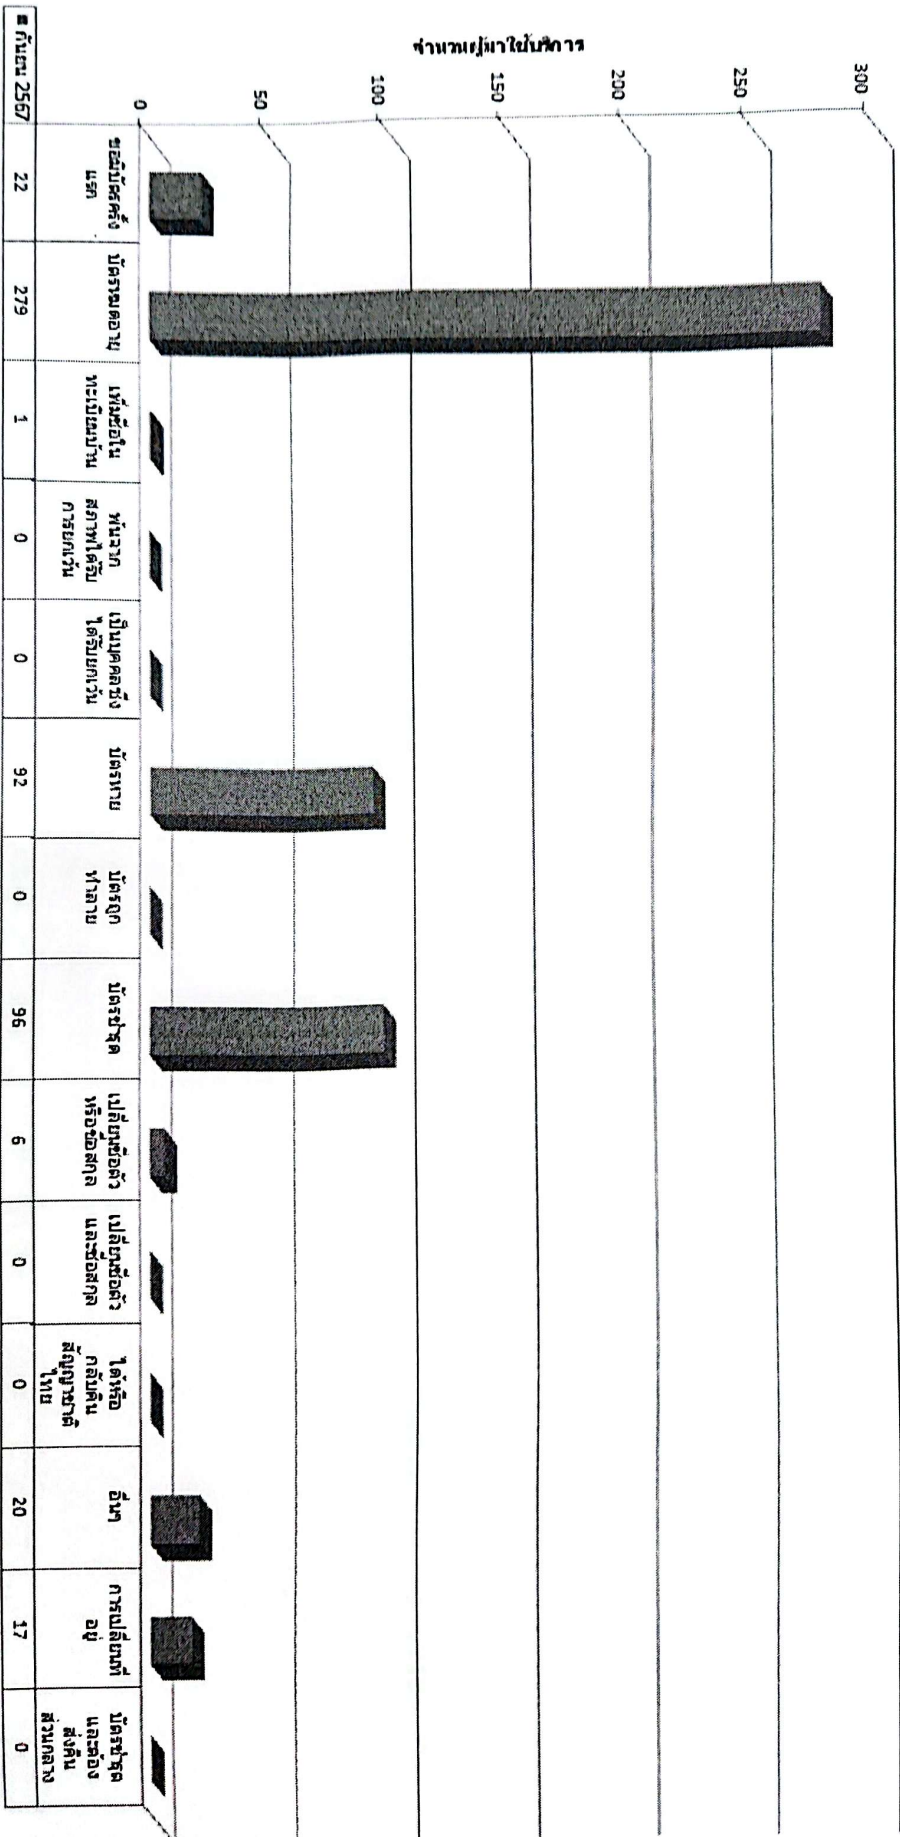 จำนวนผู้มาใช้บริการ
300
250
200
150
100
50
0
ขอมีบัตรครั้ง
แรก
บัตรหมดอายุ
เพิ่มชื่อใน
ทะเบียนบ้าน
พ้นจาก
สภาพได้รับ
การยกเว้น
เป็นบุคคลซึ่ง
ได้รับยกเว้น
บัตรหาย
บัตรถูก
ทำลาย
บัตรชำรุด
เปลี่ยนชื่อตัว
หรือชื่อสกุล
เปลี่ยนชื่อตัว
และชื่อสกุล
ได้หรือ
กลับคืน
สัญชาติ
ไทย
อื่นๆ
การเปลี่ยนที่
อยู่
บัตรชำรุด
และต้อง
ส่งคืน
ส่วนกลาง
กันยน 2567 22 279 1 0 0 92 0 96 6 0 0 20 17 0